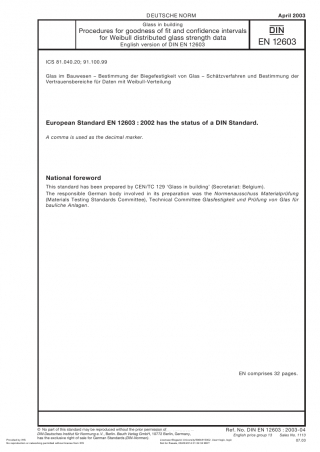 DEUTSCHE NORM
April 2003
Glass in building
Procedures for goodness of fit and confidence intervals
for Weibull distributed glass strength data
English version of DIN EN 12603
DIN
EN 12603
ICS 81.040.20; 91.100.99
Glas im Bauwesen – Bestimmung der Biegefestigkeit von Glas – Schätzverfahren und Bestimmung der
Vertrauensbereiche für Daten mit Weibull-Verteilung
European Standard EN 12603 : 2002 has the status of a DIN Standard.
A comma is used as the decimal marker.
National foreword
This standard has been prepared by CEN/TC 129 ‘Glass in building’ (Secretariat: Belgium).
The responsible German body involved in its preparation was the Normenausschuss Materialprüfung
(Materials Testing Standards Committee), Technical Committee Glasfestigkeit und Prüfung von Glas für
bauliche Anlagen.
EN comprises 32 pages.
© No part of this standard may be reproduced without the prior permission of
DIN Deutsches Institut für Normung e.V., Berlin. Beuth Verlag GmbH, 10772 Berlin, Germany,
has the exclusive right of sale for German Standards (DIN-Normen).
Ref. No. DIN EN 12603 : 2003-04
English price group 13 Sales No. 1113
07.03